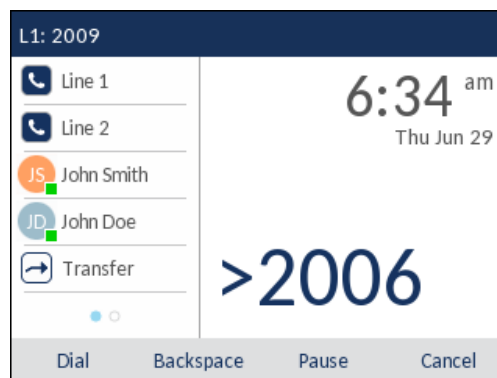 L1: 2009
Line 1
Line 2
JS John Smith
JD John Doe
Transfer
6:34 am
Thu Jun 29
>2006
Dial Backspace Pause Cancel